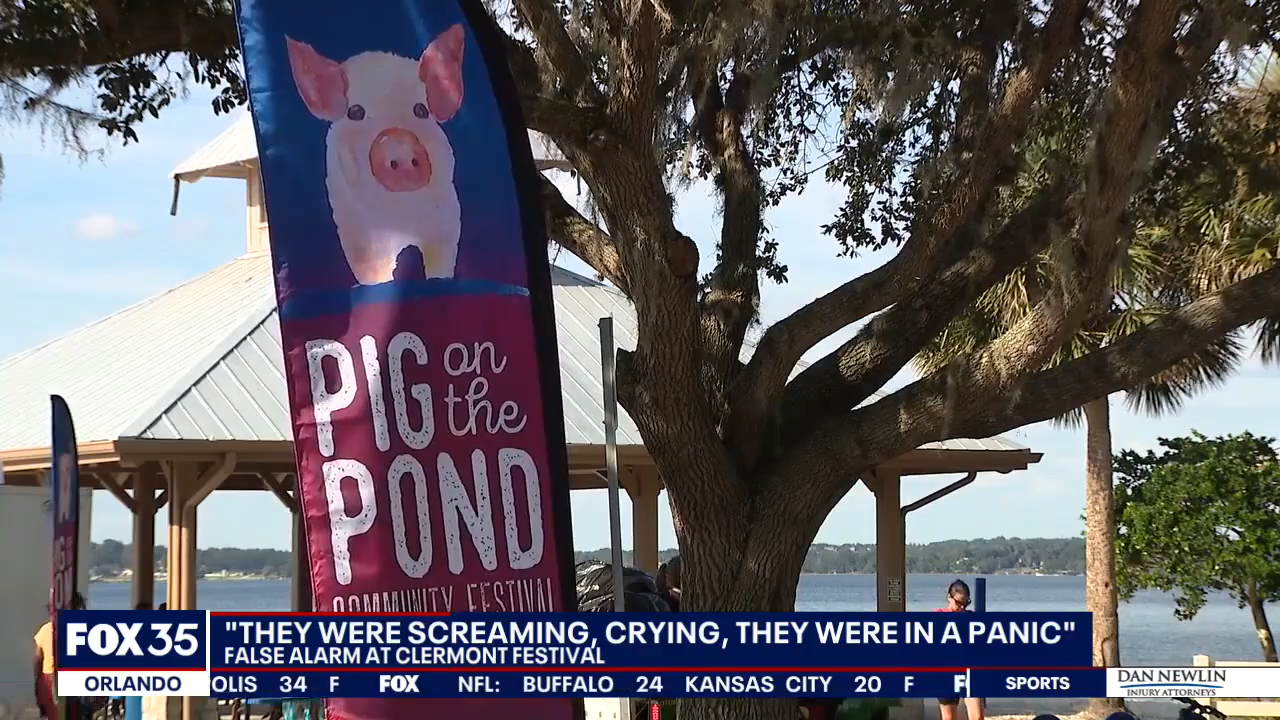 PIG on the
POND
COMMUNITY FESTIVAL
PIG
FOX 35
ORLANDO
"THEY WERE SCREAMING, CRYING, THEY WERE IN A PANIC"
FALSE ALARM AT CLERMONT FESTIVAL
OLIS 34 F FOX NFL: BUFFALO 24 KANSAS CITY 20 F
SPORTS
DAN NEWLIN
INJURY ATTORNEYS